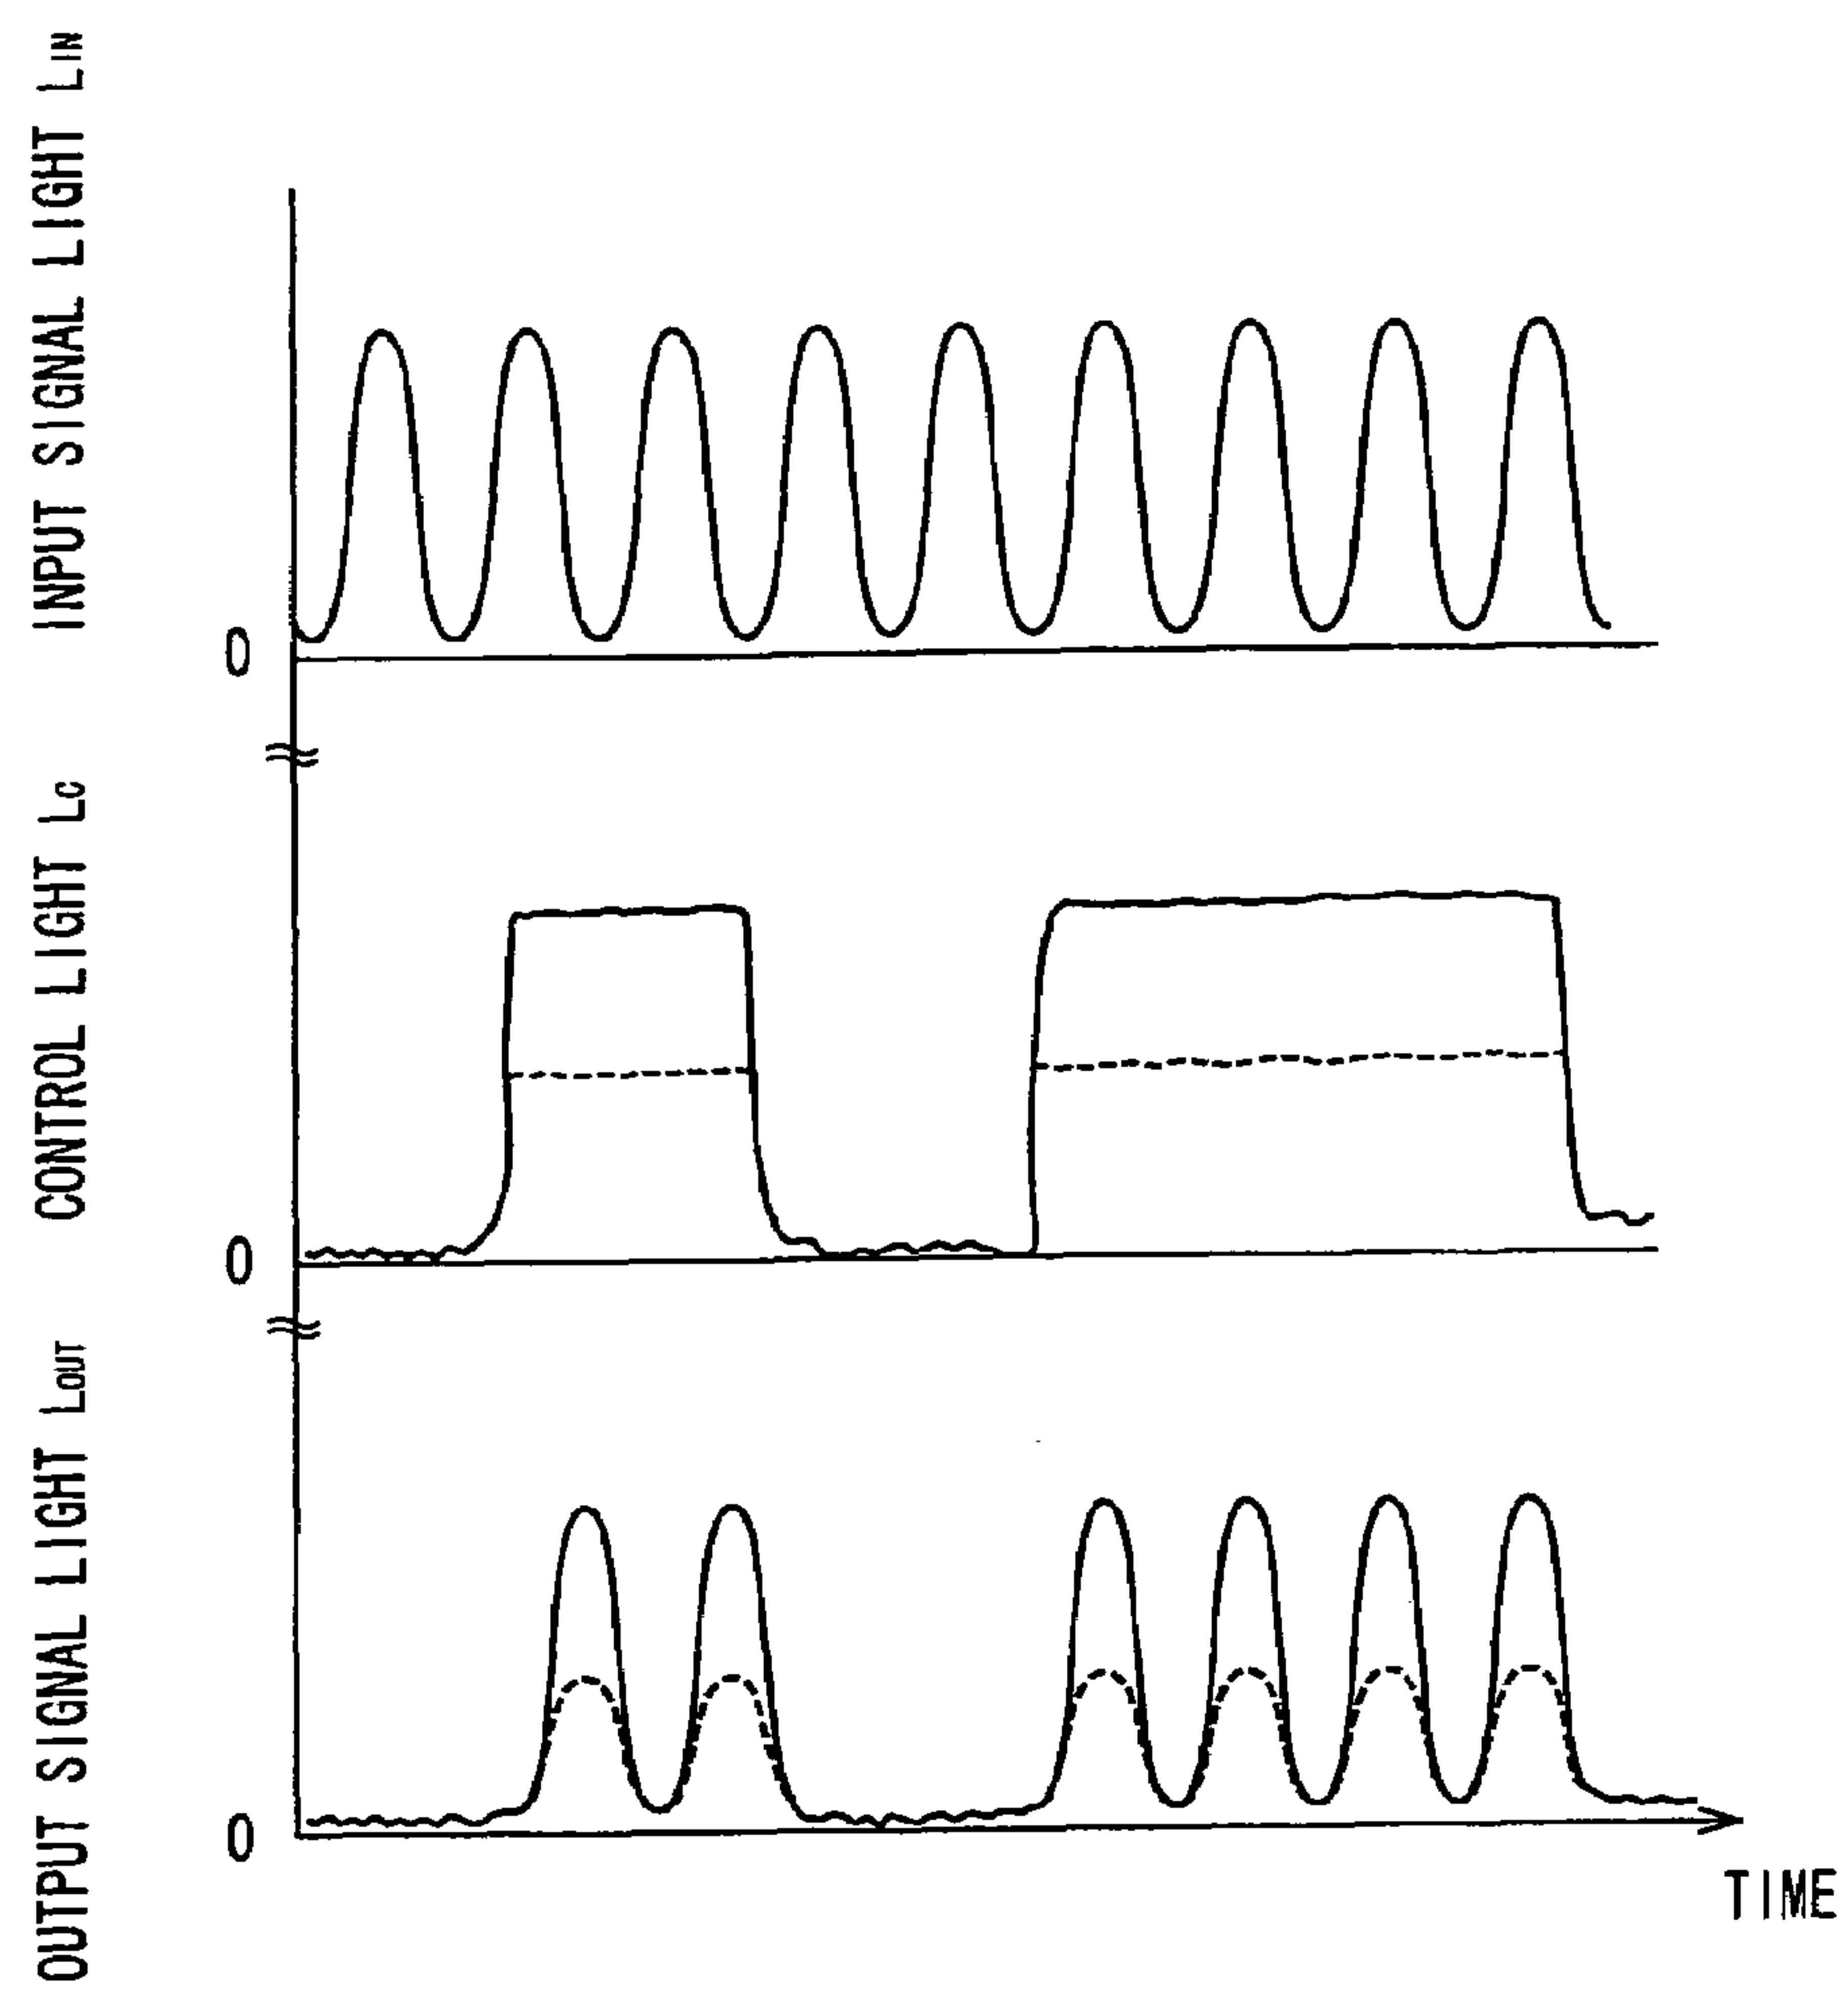 INPUT SIGNAL LIGHT LIN
0
CONTROL LIGHT LC
0
OUTPUT SIGNAL LIGHT LOUT
0
TIME